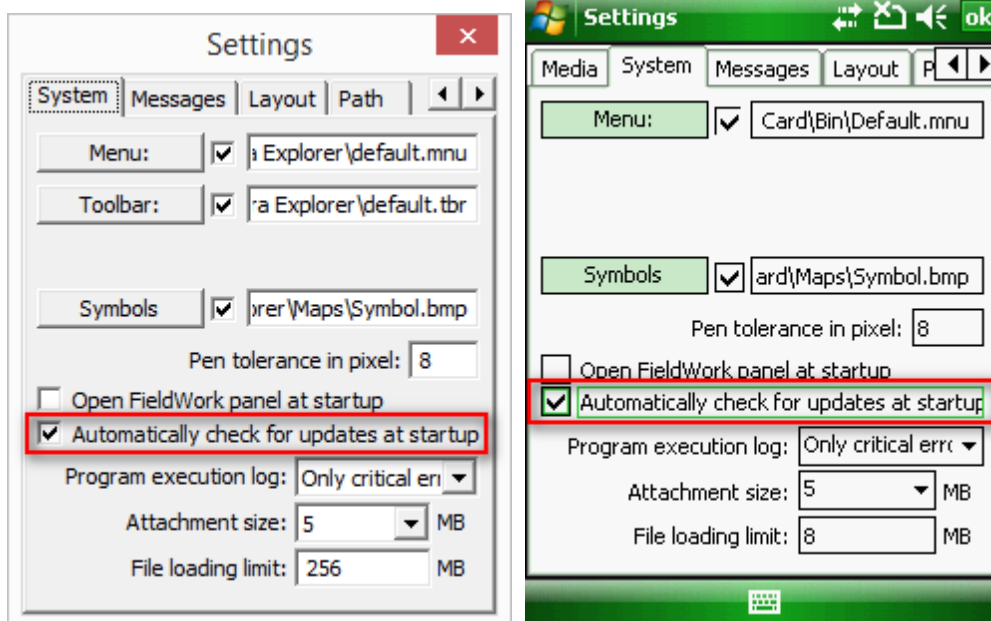 Settings
System Messages Layout Path
Menu: a Explorer\default.mnu
Toolbar: ra Explorer\default.tbr
Symbols orer\Maps\Symbol.bmp
Pen tolerance in pixel: 8
Open FieldWork panel at startup
Automatically check for updates at startup
Program execution log: Only critical err
Attachment size: 5 MB
File loading limit: 256 MB
Settings ok
Media System Messages Layout P
Menu: Card\Bin\Default.mnu
Symbols ard\Maps\Symbol.bmp
Pen tolerance in pixel: 8
Open FieldWork panel at startup
Automatically check for updates at startup
Program execution log: Only critical erro
Attachment size: 5 MB
File loading limit: 8 MB